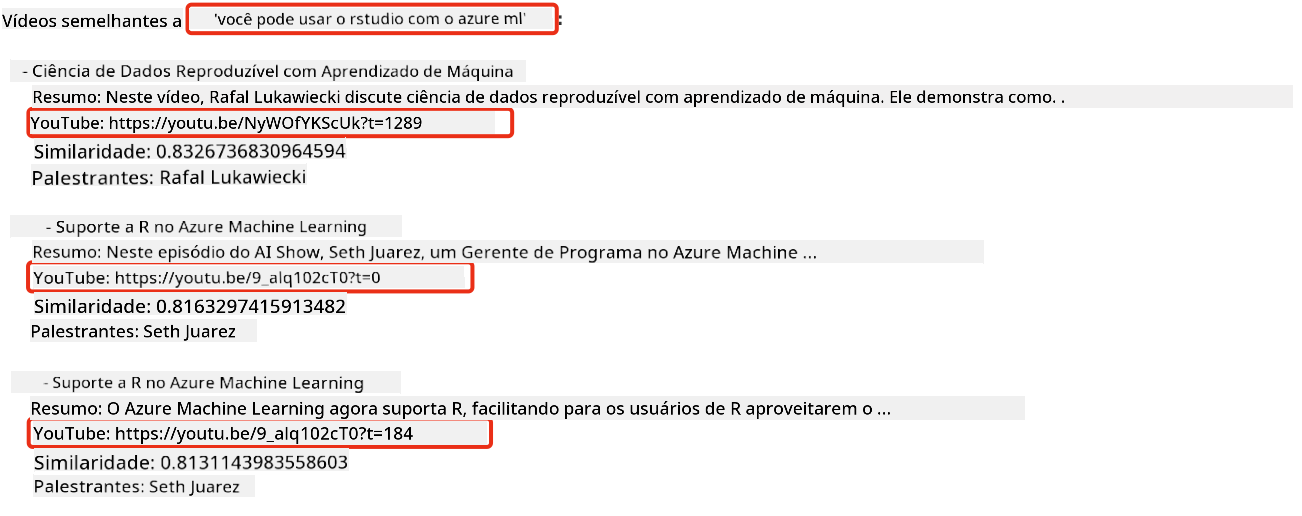 Vídeos semelhantes a 'você pode usar o rstudio com o azure ml' :
- Ciência de Dados Reproduzível com Aprendizado de Máquina
Resumo: Neste vídeo, Rafal Lukawiecki discute ciência de dados reproduzível com aprendizado de máquina. Ele demonstra como. .
YouTube: https://youtu.be/NyWOfYKScUk?t=1289
Similaridade: 0.8326736830964594
Palestrantes: Rafal Lukawiecki
- Suporte a R no Azure Machine Learning
Resumo: Neste episódio do AI Show, Seth Juarez, um Gerente de Programa no Azure Machine ...
YouTube: https://youtu.be/9_alq102cT0?t=0
Similaridade: 0.8163297415913482
Palestrantes: Seth Juarez
- Suporte a R no Azure Machine Learning
Resumo: O Azure Machine Learning agora suporta R, facilitando para os usuários de R aproveitarem o ...
YouTube: https://youtu.be/9_alq102cT0?t=184
Similaridade: 0.8131143983558603
Palestrantes: Seth Juarez